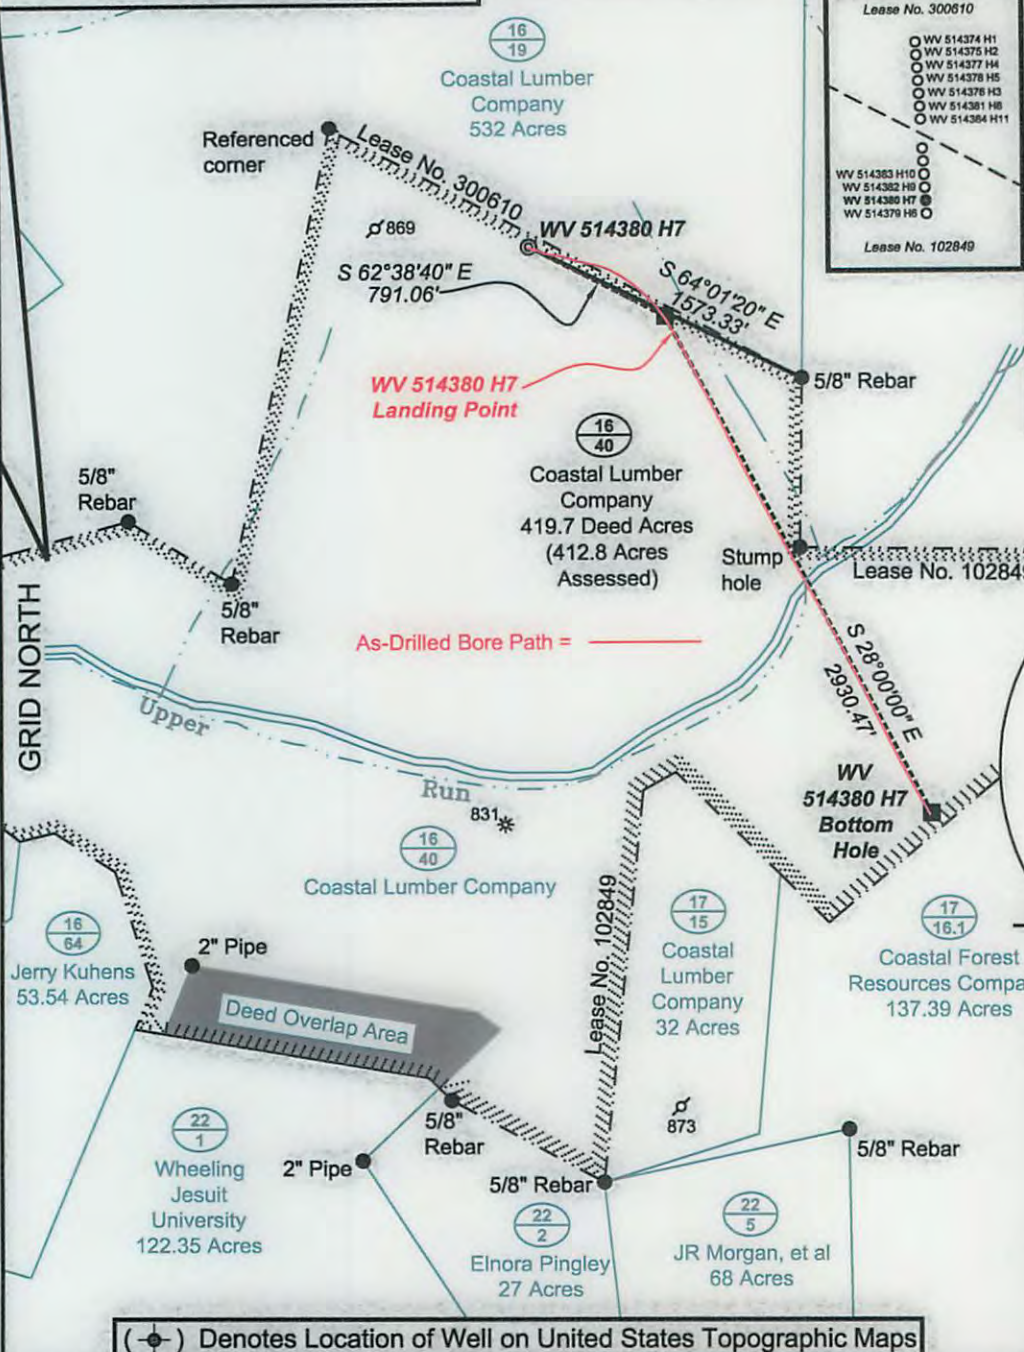 Lease No. 300610
WV 514374 H1
WV 514375 H2
WV 514377 H4
WV 514378 H5
WV 514376 H3
WV 514381 H8
WV 514384 H11
WV 514383 H10
WV 514382 H9
WV 514380 H7
WV 514379 H6
Lease No. 102849
16
19
Coastal Lumber
Company
532 Acres
Referenced
corner
Lease No. 300610
869
WV 514380 H7
S 62°38'40" E
791.06'
S 64°01'20" E
1573.33'
WV 514380 H7
Landing Point
5/8" Rebar
16
40
Coastal Lumber
Company
419.7 Deed Acres
(412.8 Acres
Assessed)
5/8"
Rebar
Stump
hole
Lease No. 102849
5/8"
Rebar
GRID NORTH
As-Drilled Bore Path =
S 28°00'00" E
2930.47'
Upper
Run
WV
514380 H7
Bottom
Hole
831
16
40
Coastal Lumber Company
Lease No. 102849
16
64
Jerry Kuhens
53.54 Acres
2" Pipe
Deed Overlap Area
17
15
Coastal
Lumber
Company
32 Acres
17
16.1
Coastal Forest
Resources Compa
137.39 Acres
873
5/8"
Rebar
22
1
Wheeling
Jesuit
University
122.35 Acres
2" Pipe
5/8" Rebar
5/8" Rebar
22
2
Elnora Pingley
27 Acres
22
5
JR Morgan, et al
68 Acres
( ) Denotes Location of Well on United States Topographic Maps